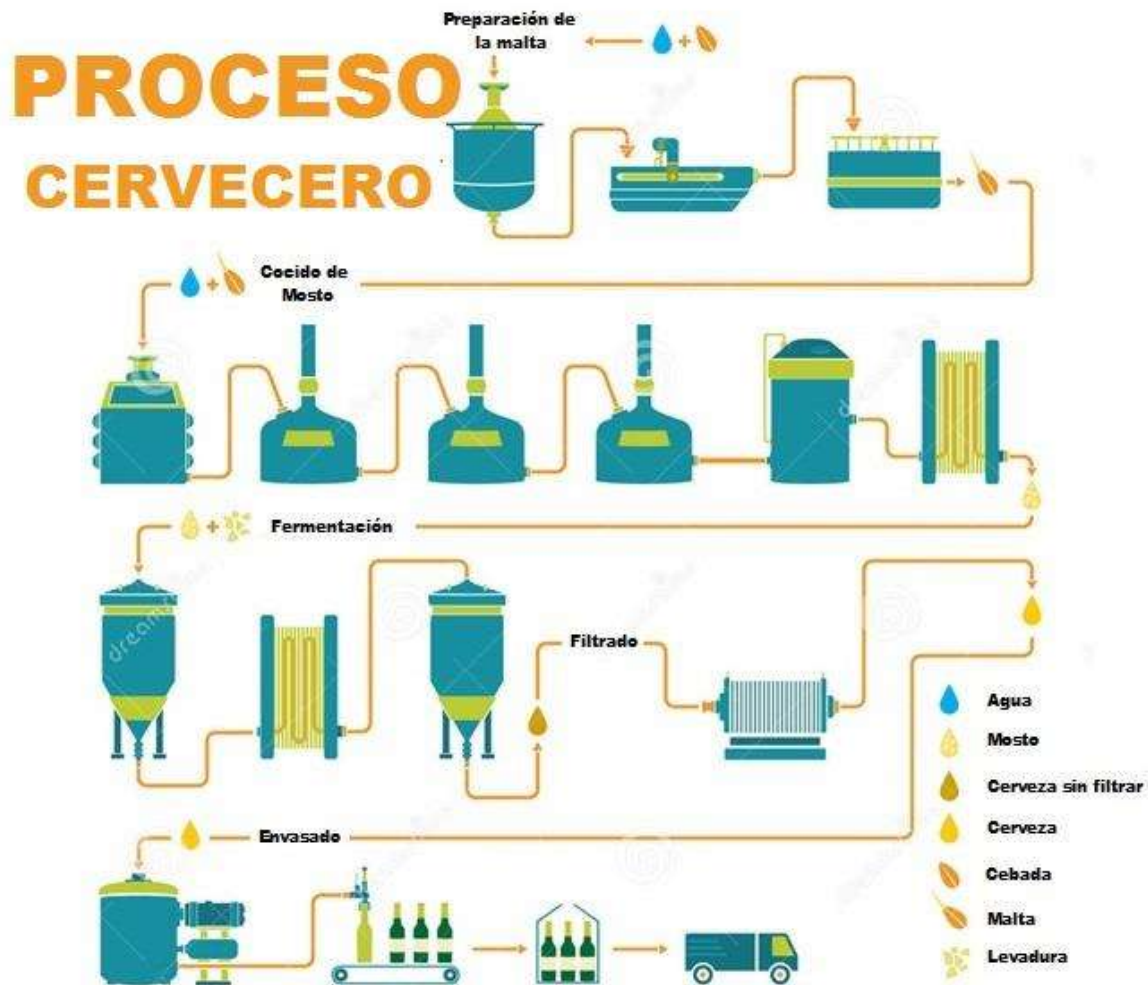 Preparación de
la malta
PROCESO
CERVECERO
Cocido de
Mosto
Fermentación
Filtrado
Agua
Mosto
Cerveza sin filtrar
Envasado
Cerveza
Cebada
Malta
Levadura
dreamstime